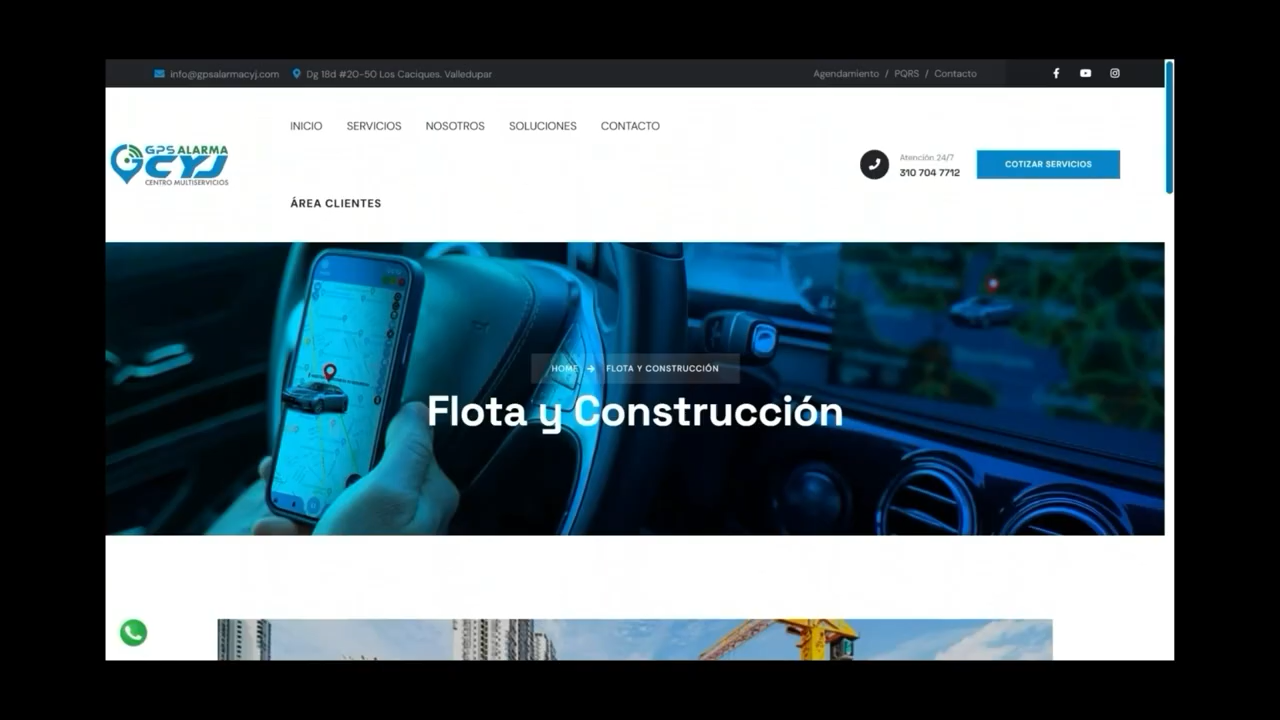 info@gpsalarmacyj.com Dg 18d #20-50 Los Caciques. Valledupar Agendamiento / PQRS / Contacto
INICIO SERVICIOS NOSOTROS SOLUCIONES CONTACTO
GPS ALARMA
CYJ
CENTRO MULTISERVICIOS
Atención 24/7
310 704 7712
COTIZAR SERVICIOS
ÁREA CLIENTES
HOME → FLOTA Y CONSTRUCCIÓN
Flota y Construcción